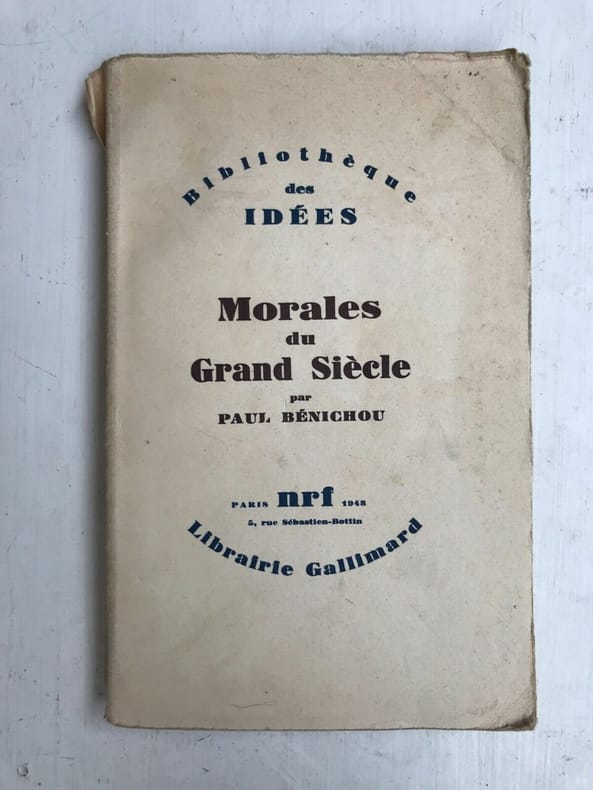 Bibliothèque
des
IDÉES
Morales
du
Grand Siècle
par
PAUL BÉNICHOU
PARIS nrf 1948
5, rue Sébastien-Bottin
Librairie Gallimard